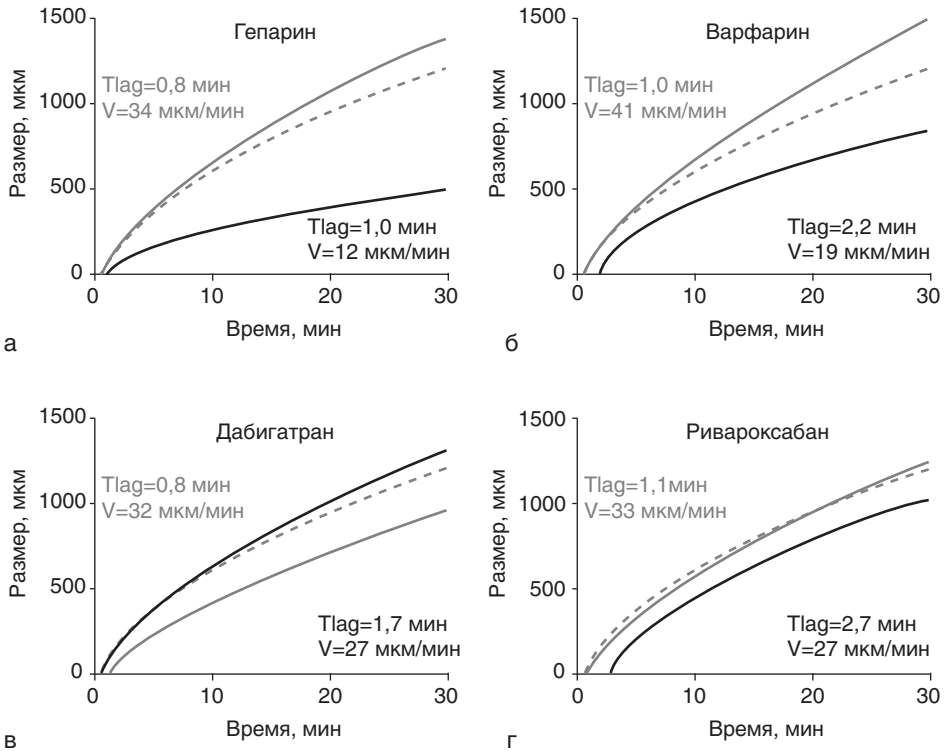 Гепарин
Размер, мкм
1500
1000
500
0
Tlag=0,8 мин
V=34 мкм/мин
Tlag=1,0 мин
V=12 мкм/мин
0
10
20
30
Время, мин
а
Варфарин
Размер, мкм
1500
1000
500
0
Tlag=1,0 мин
V=41 мкм/мин
Tlag=2,2 мин
V=19 мкм/мин
0
10
20
30
Время, мин
б
Дабигатран
Размер, мкм
1500
1000
500
0
Tlag=0,8 мин
V=32 мкм/мин
Tlag=1,7 мин
V=27 мкм/мин
0
10
20
30
Время, мин
в
Ривароксабан
Размер, мкм
1500
1000
500
0
Tlag=1,1мин
V=33 мкм/мин
Tlag=2,7 мин
V=27 мкм/мин
0
10
20
30
Время, мин
г